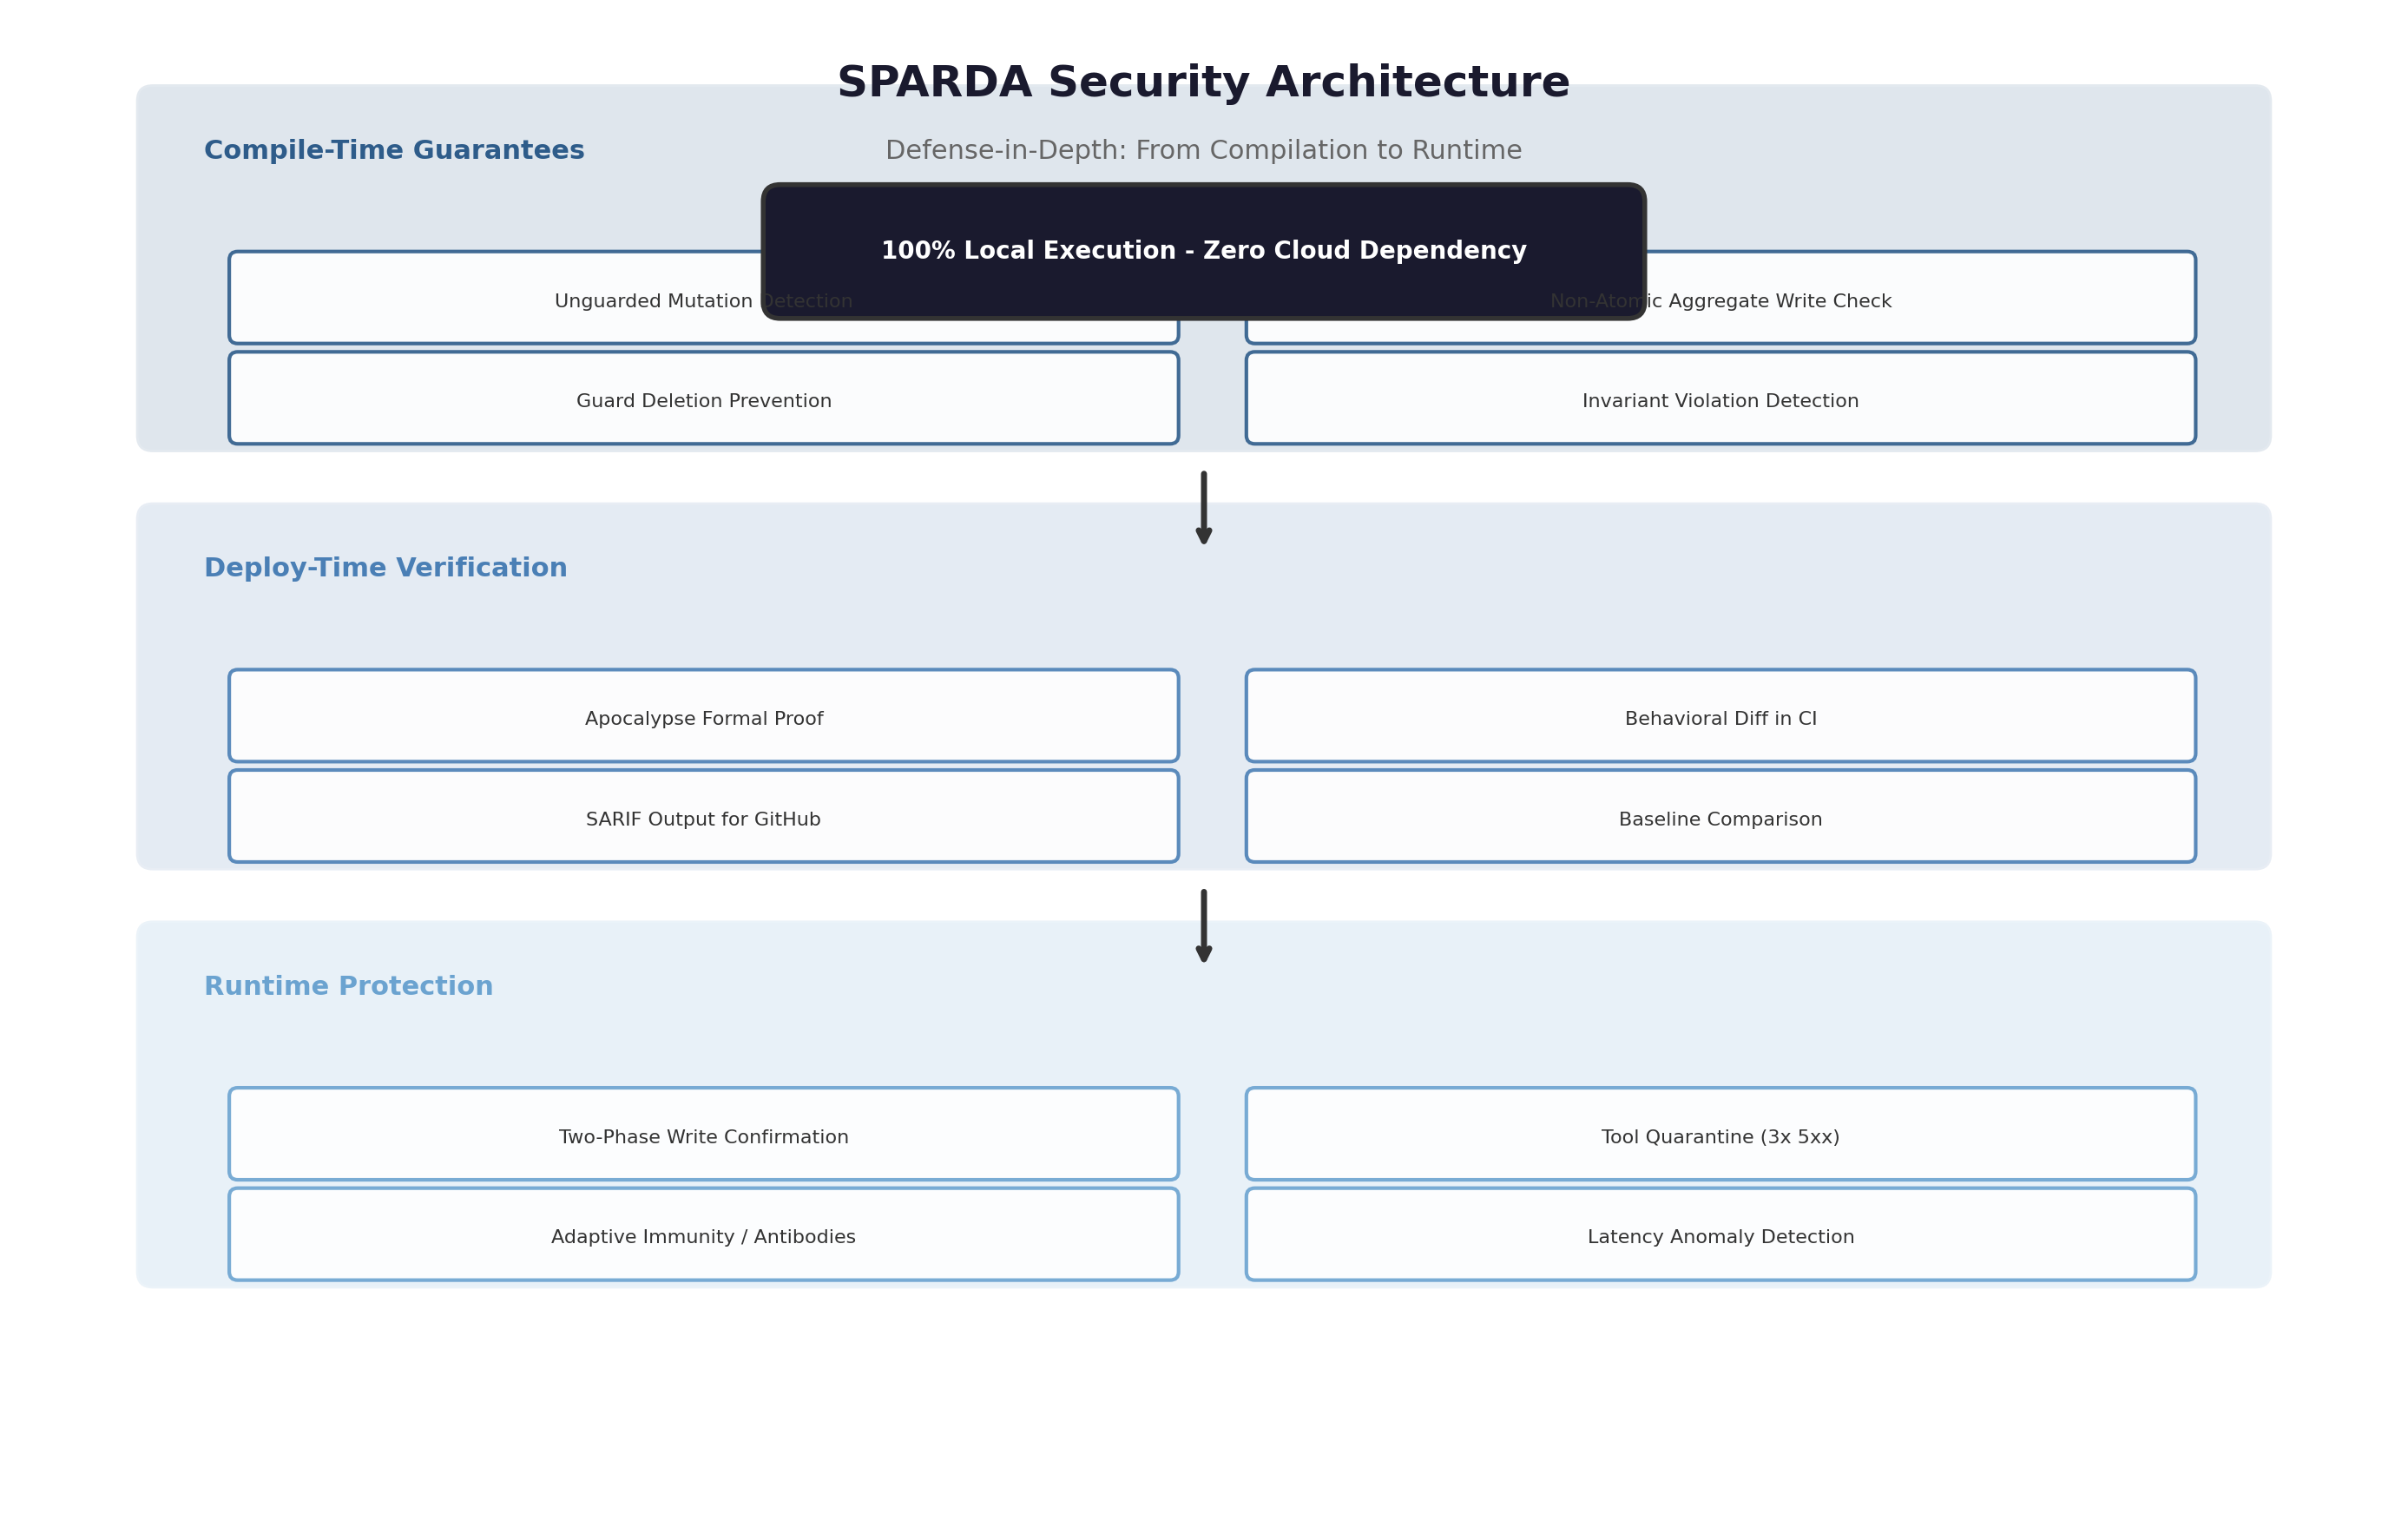 SPARDA Security Architecture
Compile-Time Guarantees
Defense-in-Depth: From Compilation to Runtime
100% Local Execution - Zero Cloud Dependency
Unguarded Mutation Detection
Non-Atomic Aggregate Write Check
Guard Deletion Prevention
Invariant Violation Detection
Deploy-Time Verification
Apocalypse Formal Proof
Behavioral Diff in CI
SARIF Output for GitHub
Baseline Comparison
Runtime Protection
Two-Phase Write Confirmation
Tool Quarantine (3x 5xx)
Adaptive Immunity / Antibodies
Latency Anomaly Detection